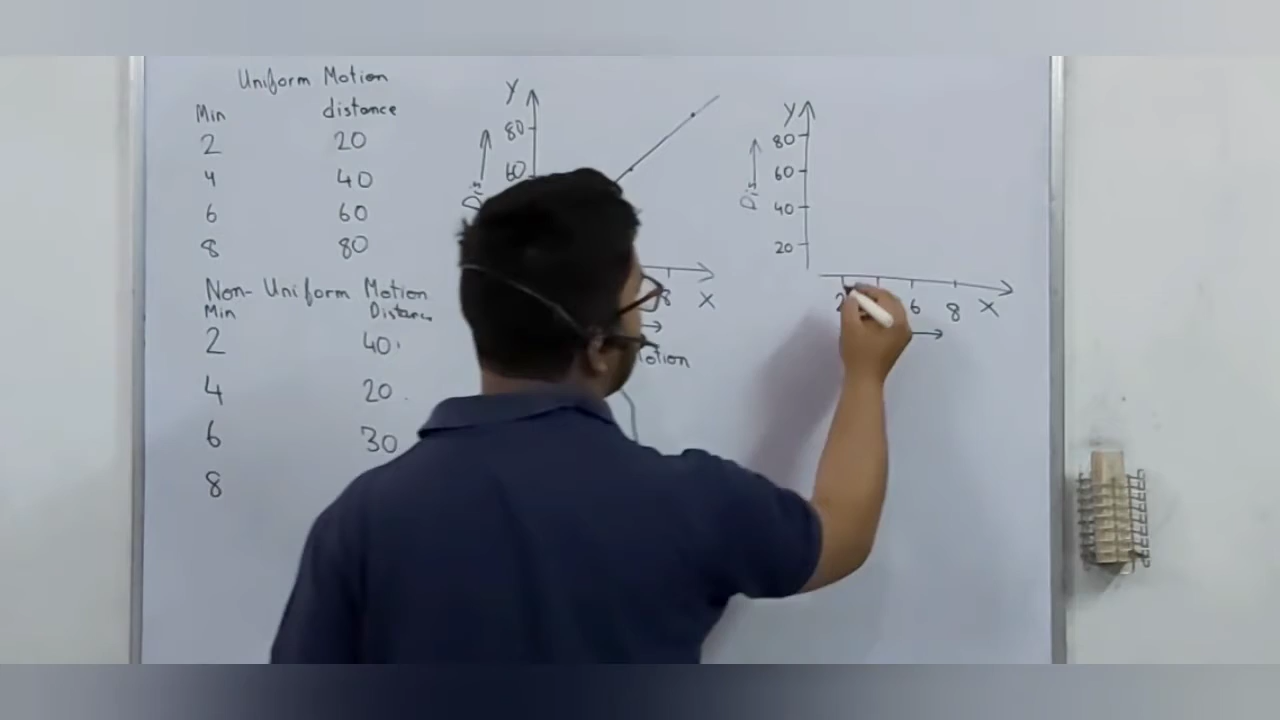 Uniform Motion
Min distance
2 20
4 40
6 60
8 80
Non- Uniform Motion
Min Distance
2 40
4 20
6 30
8
Y
80
60
Dis
8
X
Motion
Y
80
60
40
20
Dis
2 6 8 X